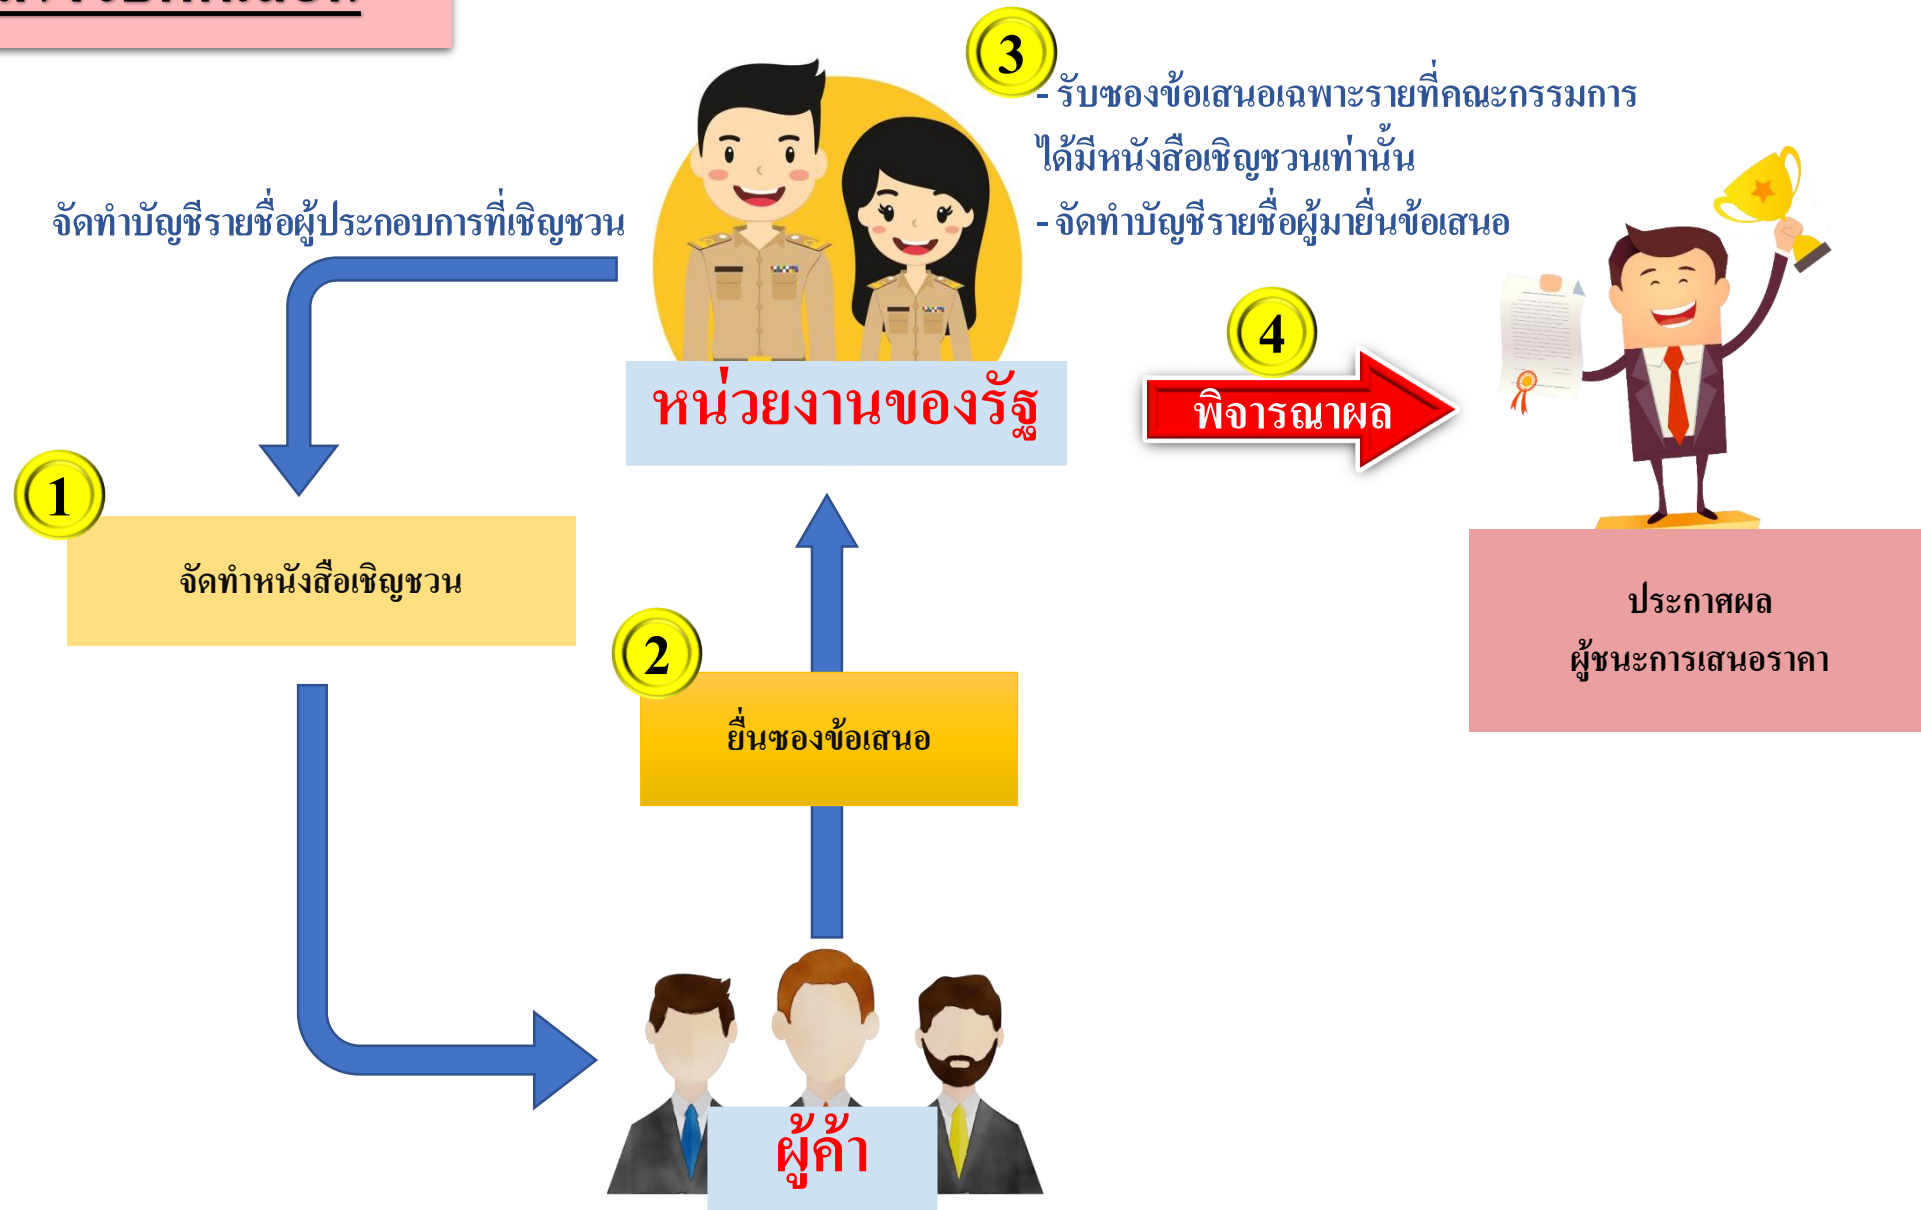 3
- รับซองข้อเสนอเฉพาะรายที่คณะกรรมการ
ได้มีหนังสือเชิญชวนเท่านั้น
- จัดทำบัญชีรายชื่อผู้มายื่นข้อเสนอ
จัดทำบัญชีรายชื่อผู้ประกอบการที่เชิญชวน
หน่วยงานของรัฐ
4
พิจารณาผล
1
จัดทำหนังสือเชิญชวน
2
ยื่นซองข้อเสนอ
ประกาศผล
ผู้ชนะการเสนอราคา
ผู้ค้า